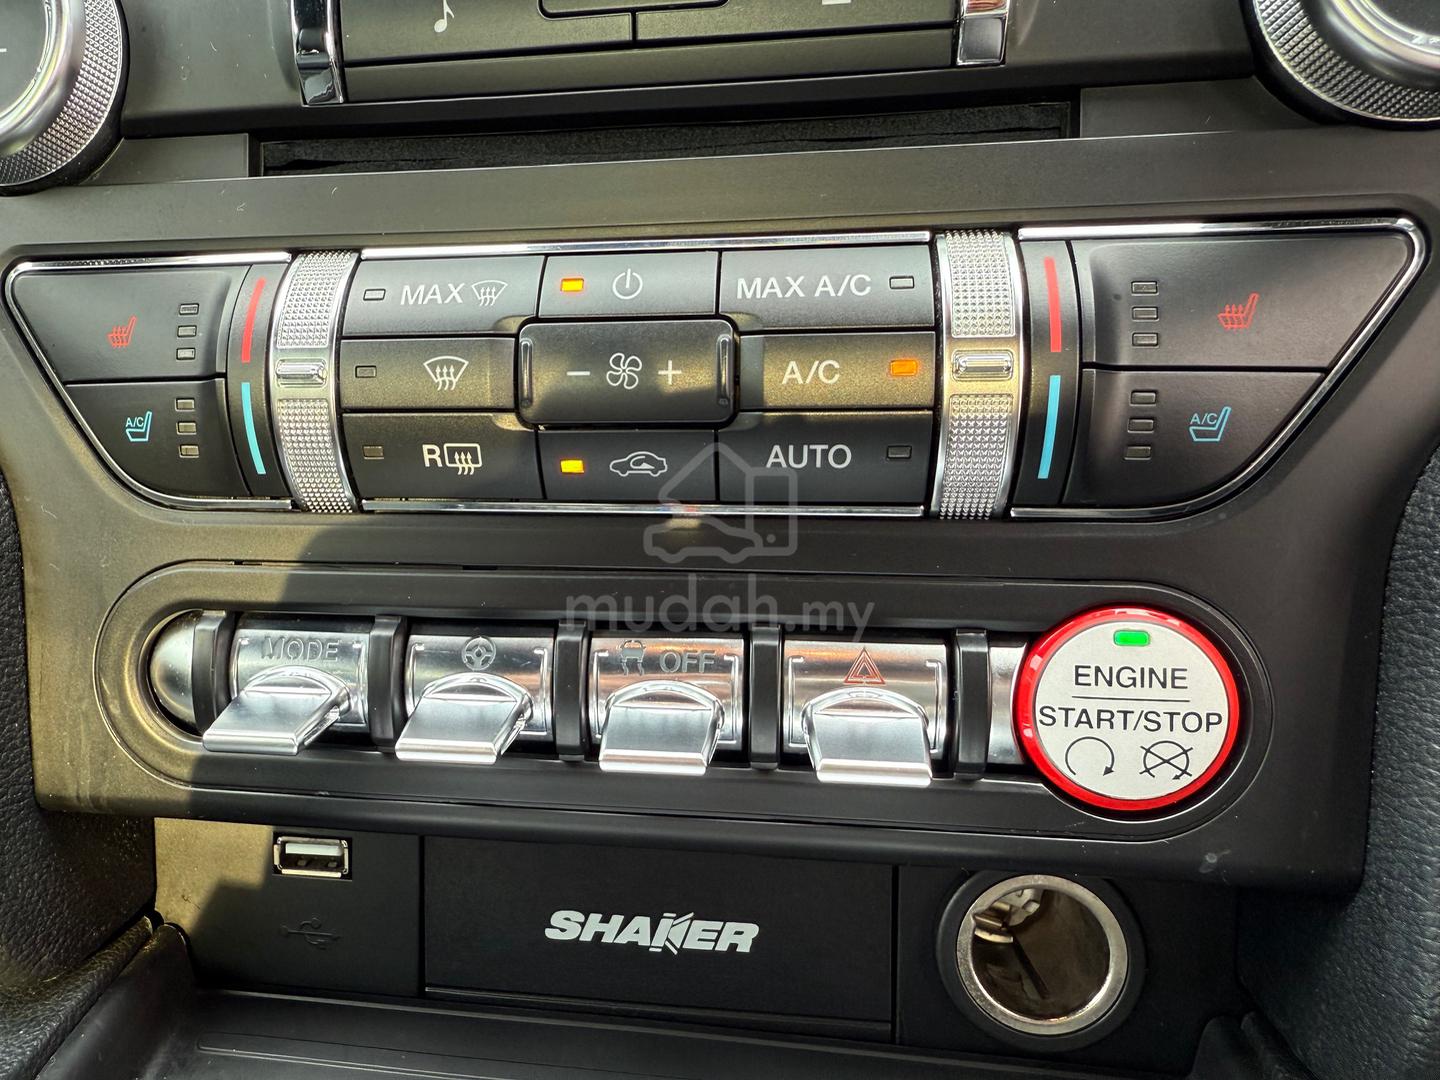 MAX
MAX A/C
A/C
A/C
A/C
R
AUTO
mudah.my
MODE
OFF
ENGINE
START/STOP
SHAKER